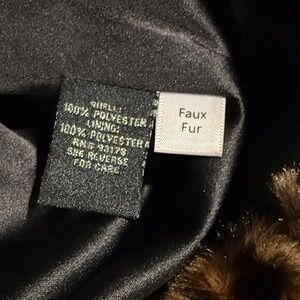 SHELL:
100% POLYESTER
LINING:
100% POLYESTER
RN# 93178
SEE REVERSE
FOR CARE
Faux
Fur